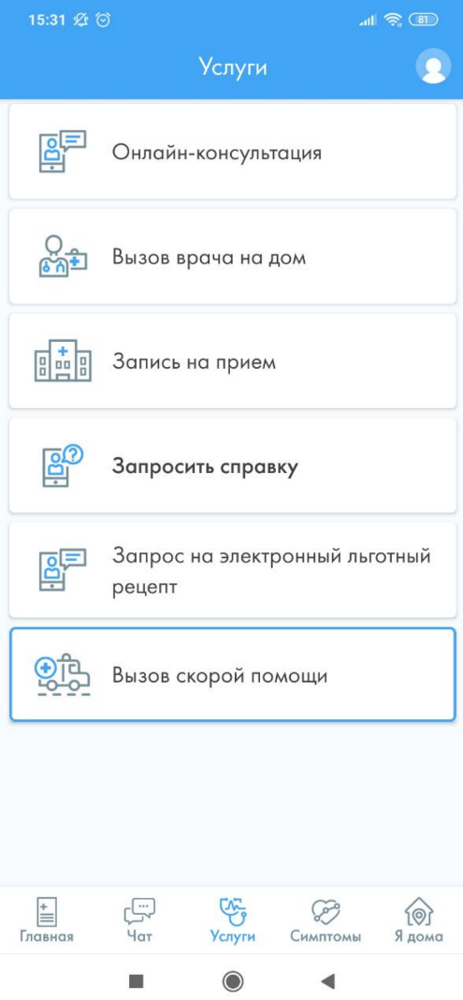 15:31
81
Услуги
Онлайн-консультация
Вызов врача на дом
Запись на прием
Запросить справку
Запрос на электронный льготный
рецепт
Вызов скорой помощи
Главная Чат Услуги Симптомы Я дома